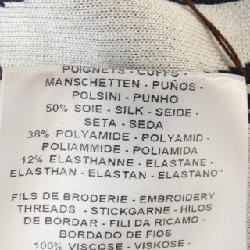 POIGNETS - CUFFS -
MANSCHETTEN - PUÑOS -
POLSINI - PUNHO
50% SOIE - SILK - SEIDE -
SETA - SEDA
38% POLYAMIDE - POLYAMID -
POLIAMMIDE - POLIAMIDA
12% ELASTHANNE - ELASTANE -
ELASTHAN - ELASTAN - ELASTANO
FILS DE BRODERIE - EMBROIDERY
THREADS - STICKGARNE - HILOS
DE BORDAR - FILI DA RICAMO -
BORDADO DE FIOS
100% VISCOSE - VISKOSE -